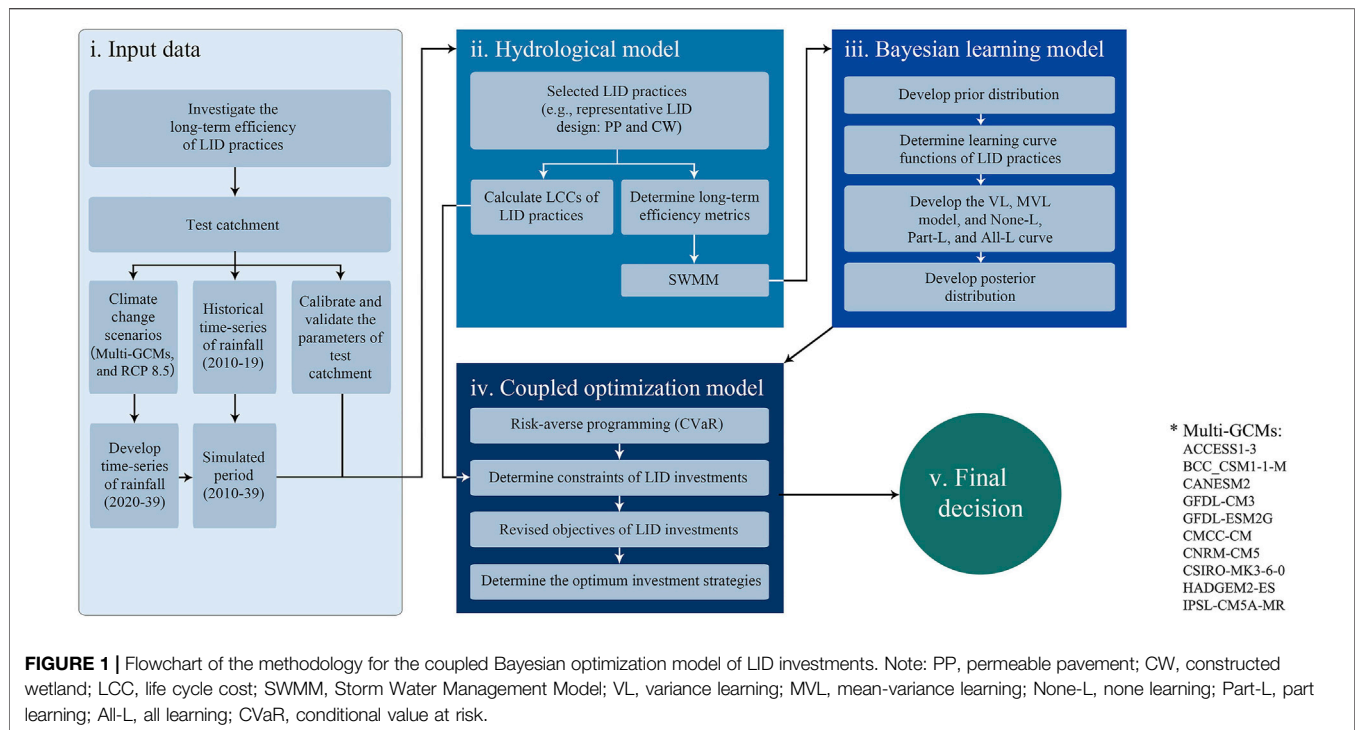 i. Input data
Investigate the
long-term efficiency
of LID practices
Test catchment
Climate
change
scenarios
(Multi-GCMs,
and RCP 8.5)
Historical
time-series
of rainfall
(2010-19)
Calibrate and
validate the
parameters of
test
catchment
Develop
time-series
of rainfall
(2020-39)
Simulated
period
(2010-39)
ii. Hydrological model
Selected LID practices
(e.g., representative LID
design: PP and CW)
Calculate LCCs of
LID practices
Determine long-term
efficiency metrics
SWMM
iii. Bayesian learning model
Develop prior distribution
Determine learning curve
functions of LID practices
Develop the VL, MVL
model, and None-L,
Part-L, and All-L curve
Develop posterior
distribution
iv. Coupled optimization model
Risk-averse programming (CVaR)
Determine constraints of LID investments
Revised objectives of LID investments
Determine the optimum investment strategies
v. Final
decision
* Multi-GCMs:
ACCESS1-3
BCC_CSM1-1-M
CANESM2
GFDL-CM3
GFDL-ESM2G
CMCC-CM
CNRM-CM5
CSIRO-MK3-6-0
HADGEM2-ES
IPSL-CM5A-MR
FIGURE 1 | Flowchart of the methodology for the coupled Bayesian optimization model of LID investments. Note: PP, permeable pavement; CW, constructed
wetland; LCC, life cycle cost; SWMM, Storm Water Management Model; VL, variance learning; MVL, mean-variance learning; None-L, none learning; Part-L, part
learning; All-L, all learning; CVaR, conditional value at risk.